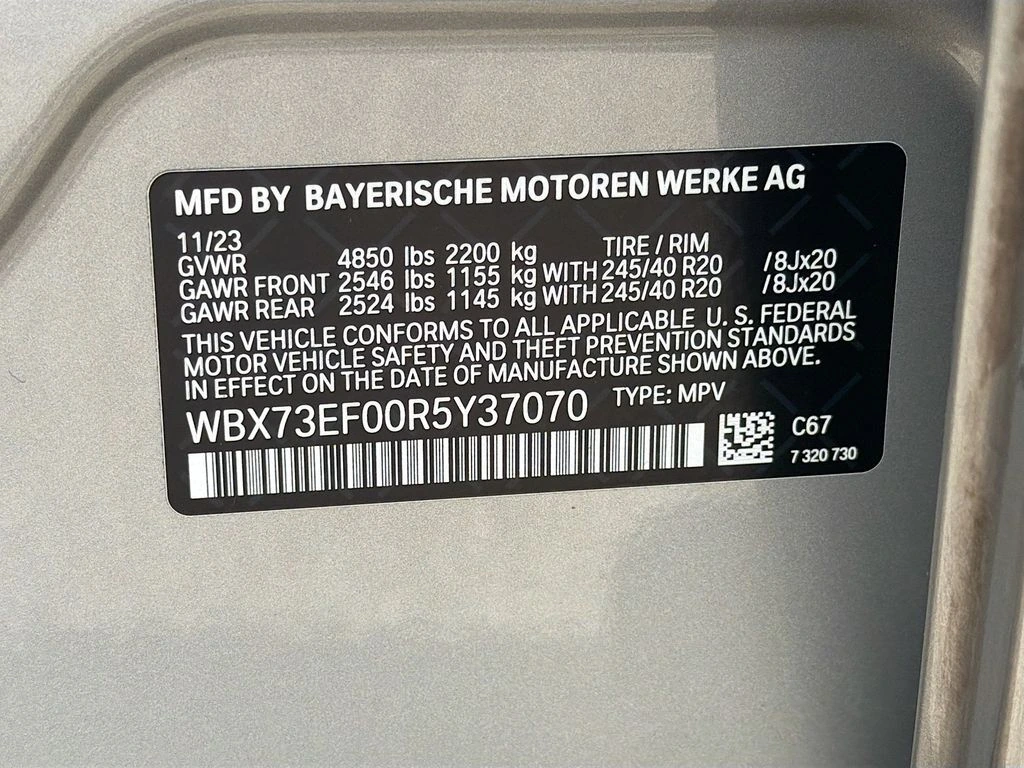 MFD BY BAYERISCHE MOTOREN WERKE AG
11/23 TIRE / RIM
GVWR 4850 lbs 2200 kg
GAWR FRONT 2546 lbs 1155 kg WITH 245/40 R20 /8Jx20
GAWR REAR 2524 lbs 1145 kg WITH 245/40 R20 /8Jx20
THIS VEHICLE CONFORMS TO ALL APPLICABLE U. S. FEDERAL
MOTOR VEHICLE SAFETY AND THEFT PREVENTION STANDARDS
IN EFFECT ON THE DATE OF MANUFACTURE SHOWN ABOVE.
WBX73EF00R5Y37070 TYPE: MPV
C67
7 320 730